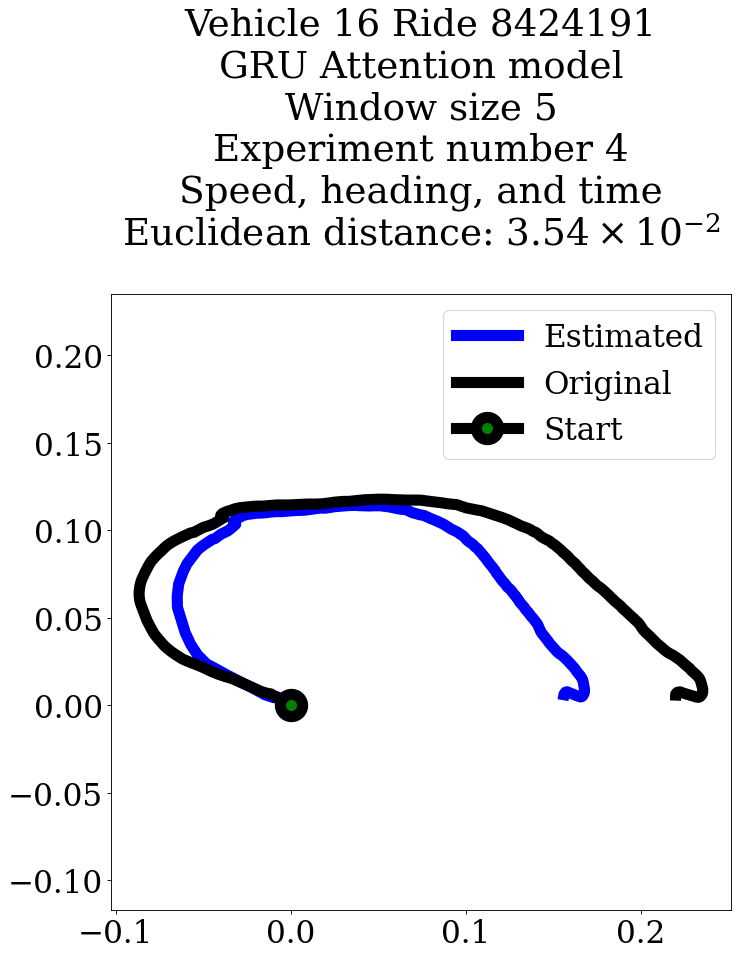 Vehicle 16 Ride 8424191
GRU Attention model
Window size 5
Experiment number 4
Speed, heading, and time
Euclidean distance: 3.54 × 10⁻²
Estimated
Original
Start
0.20
0.15
0.10
0.05
0.00
−0.05
−0.10
−0.1 0.0 0.1 0.2